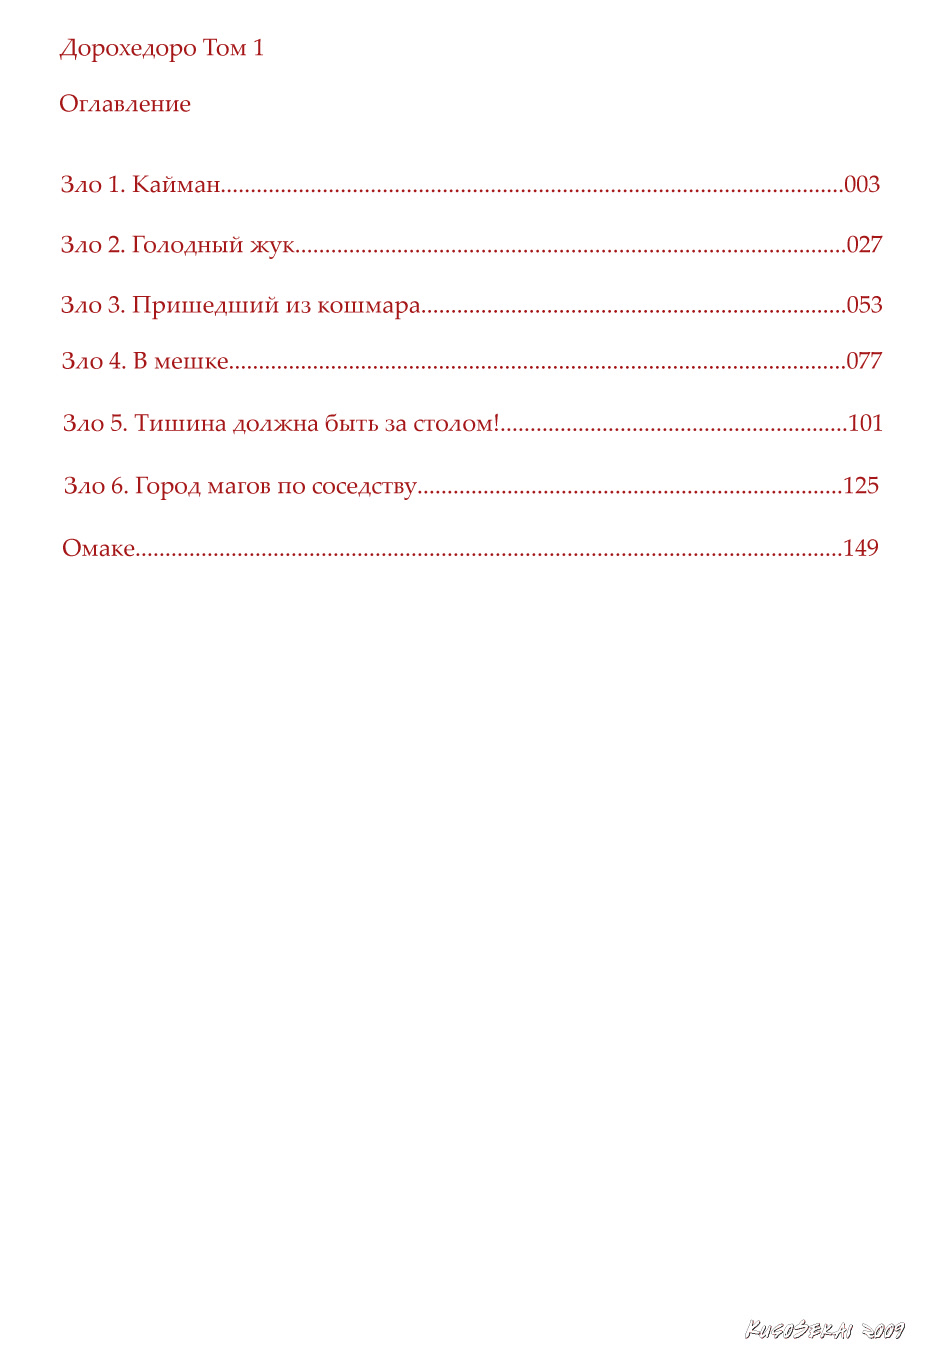 Дорохедоро Том 1
Оглавление
Зло 1. Кайман........................................................................................................003
Зло 2. Голодный жук............................................................................................027
Зло 3. Пришедший из кошмара.......................................................................053
Зло 4. В мешке.......................................................................................................077
Зло 5. Тишина должна быть за столом!..........................................................101
Зло 6. Город магов по соседству.......................................................................125
Омаке......................................................................................................................149
KusoSekai 2009